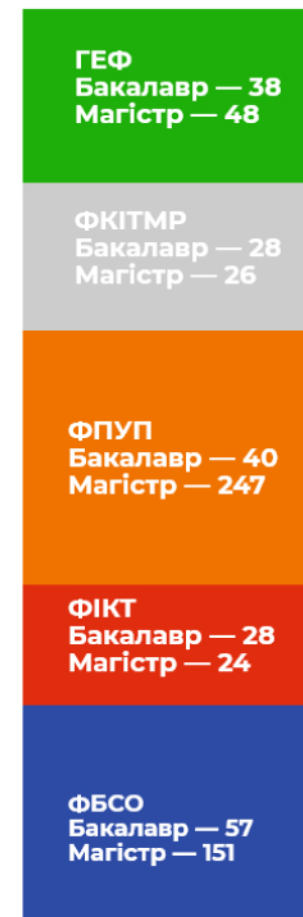 ГЕФ
Бакалавр — 38
Магістр — 48
ФКІТМР
Бакалавр — 28
Магістр — 26
ФПУП
Бакалавр — 40
Магістр — 247
ФІКТ
Бакалавр — 28
Магістр — 24
ФБСО
Бакалавр — 57
Магістр — 151